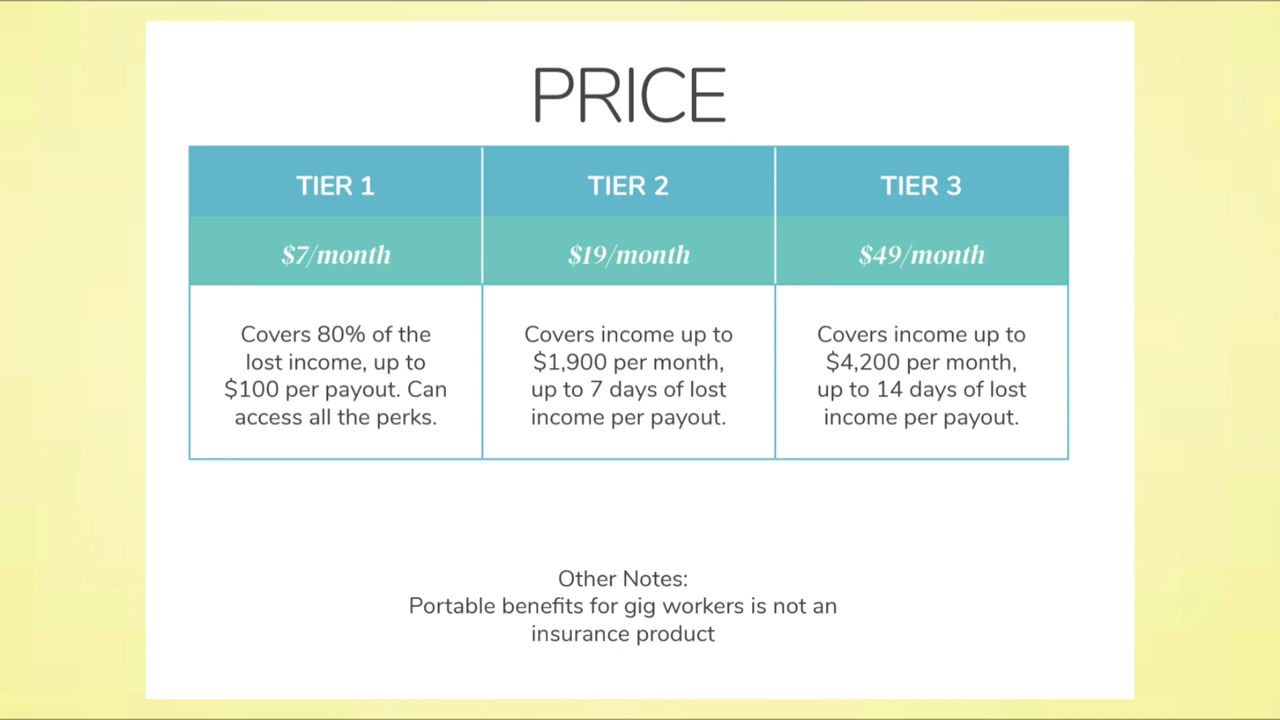 PRICE
TIER 1
TIER 2
TIER 3
$7/month
$19/month
$49/month
Covers 80% of the
lost income, up to
$100 per payout. Can
access all the perks.
Covers income up to
$1,900 per month,
up to 7 days of lost
income per payout.
Covers income up to
$4,200 per month,
up to 14 days of lost
income per payout.
Other Notes:
Portable benefits for gig workers is not an
insurance product